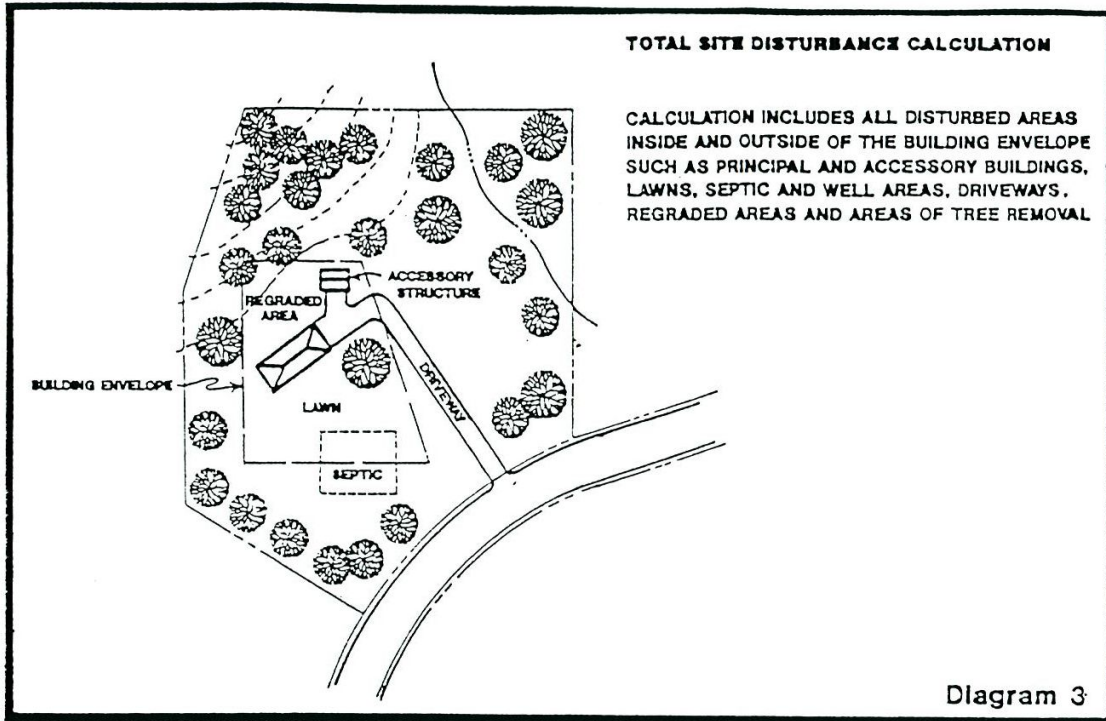 TOTAL SITE DISTURBANCE CALCULATION
CALCULATION INCLUDES ALL DISTURBED AREAS
INSIDE AND OUTSIDE OF THE BUILDING ENVELOPE
SUCH AS PRINCIPAL AND ACCESSORY BUILDINGS,
LAWNS, SEPTIC AND WELL AREAS, DRIVEWAYS,
REGRADED AREAS AND AREAS OF TREE REMOVAL
ACCESSORY
STRUCTURE
REGRADED
AREA
BUILDING ENVELOPE
DRIVEWAY
LAWN
SEPTIC
Diagram 3